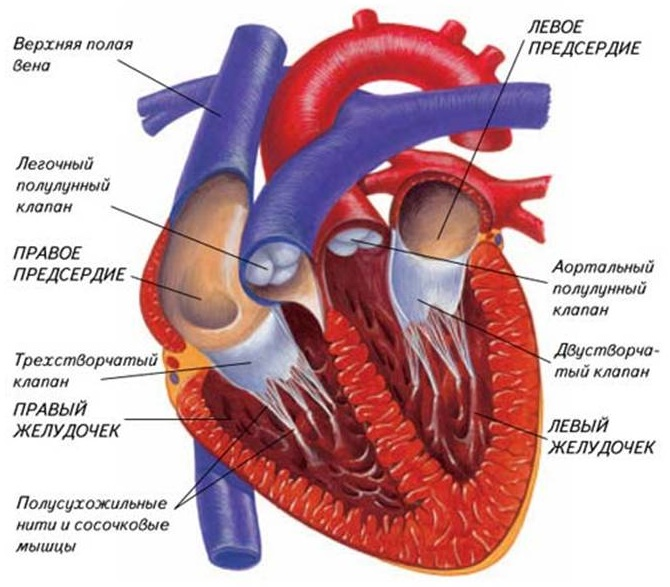 Верхняя полая
вена
Легочный
полулунный
клапан
ПРАВОЕ
ПРЕДСЕРДИЕ
Трехстворчатый
клапан
ПРАВЫЙ
ЖЕЛУДОЧЕК
Полусухожильные
нити и сосочковые
мышцы
ЛЕВОЕ
ПРЕДСЕРДИЕ
Аортальный
полулунный
клапан
Двустворча-
тый клапан
ЛЕВЫЙ
ЖЕЛУДОЧЕК